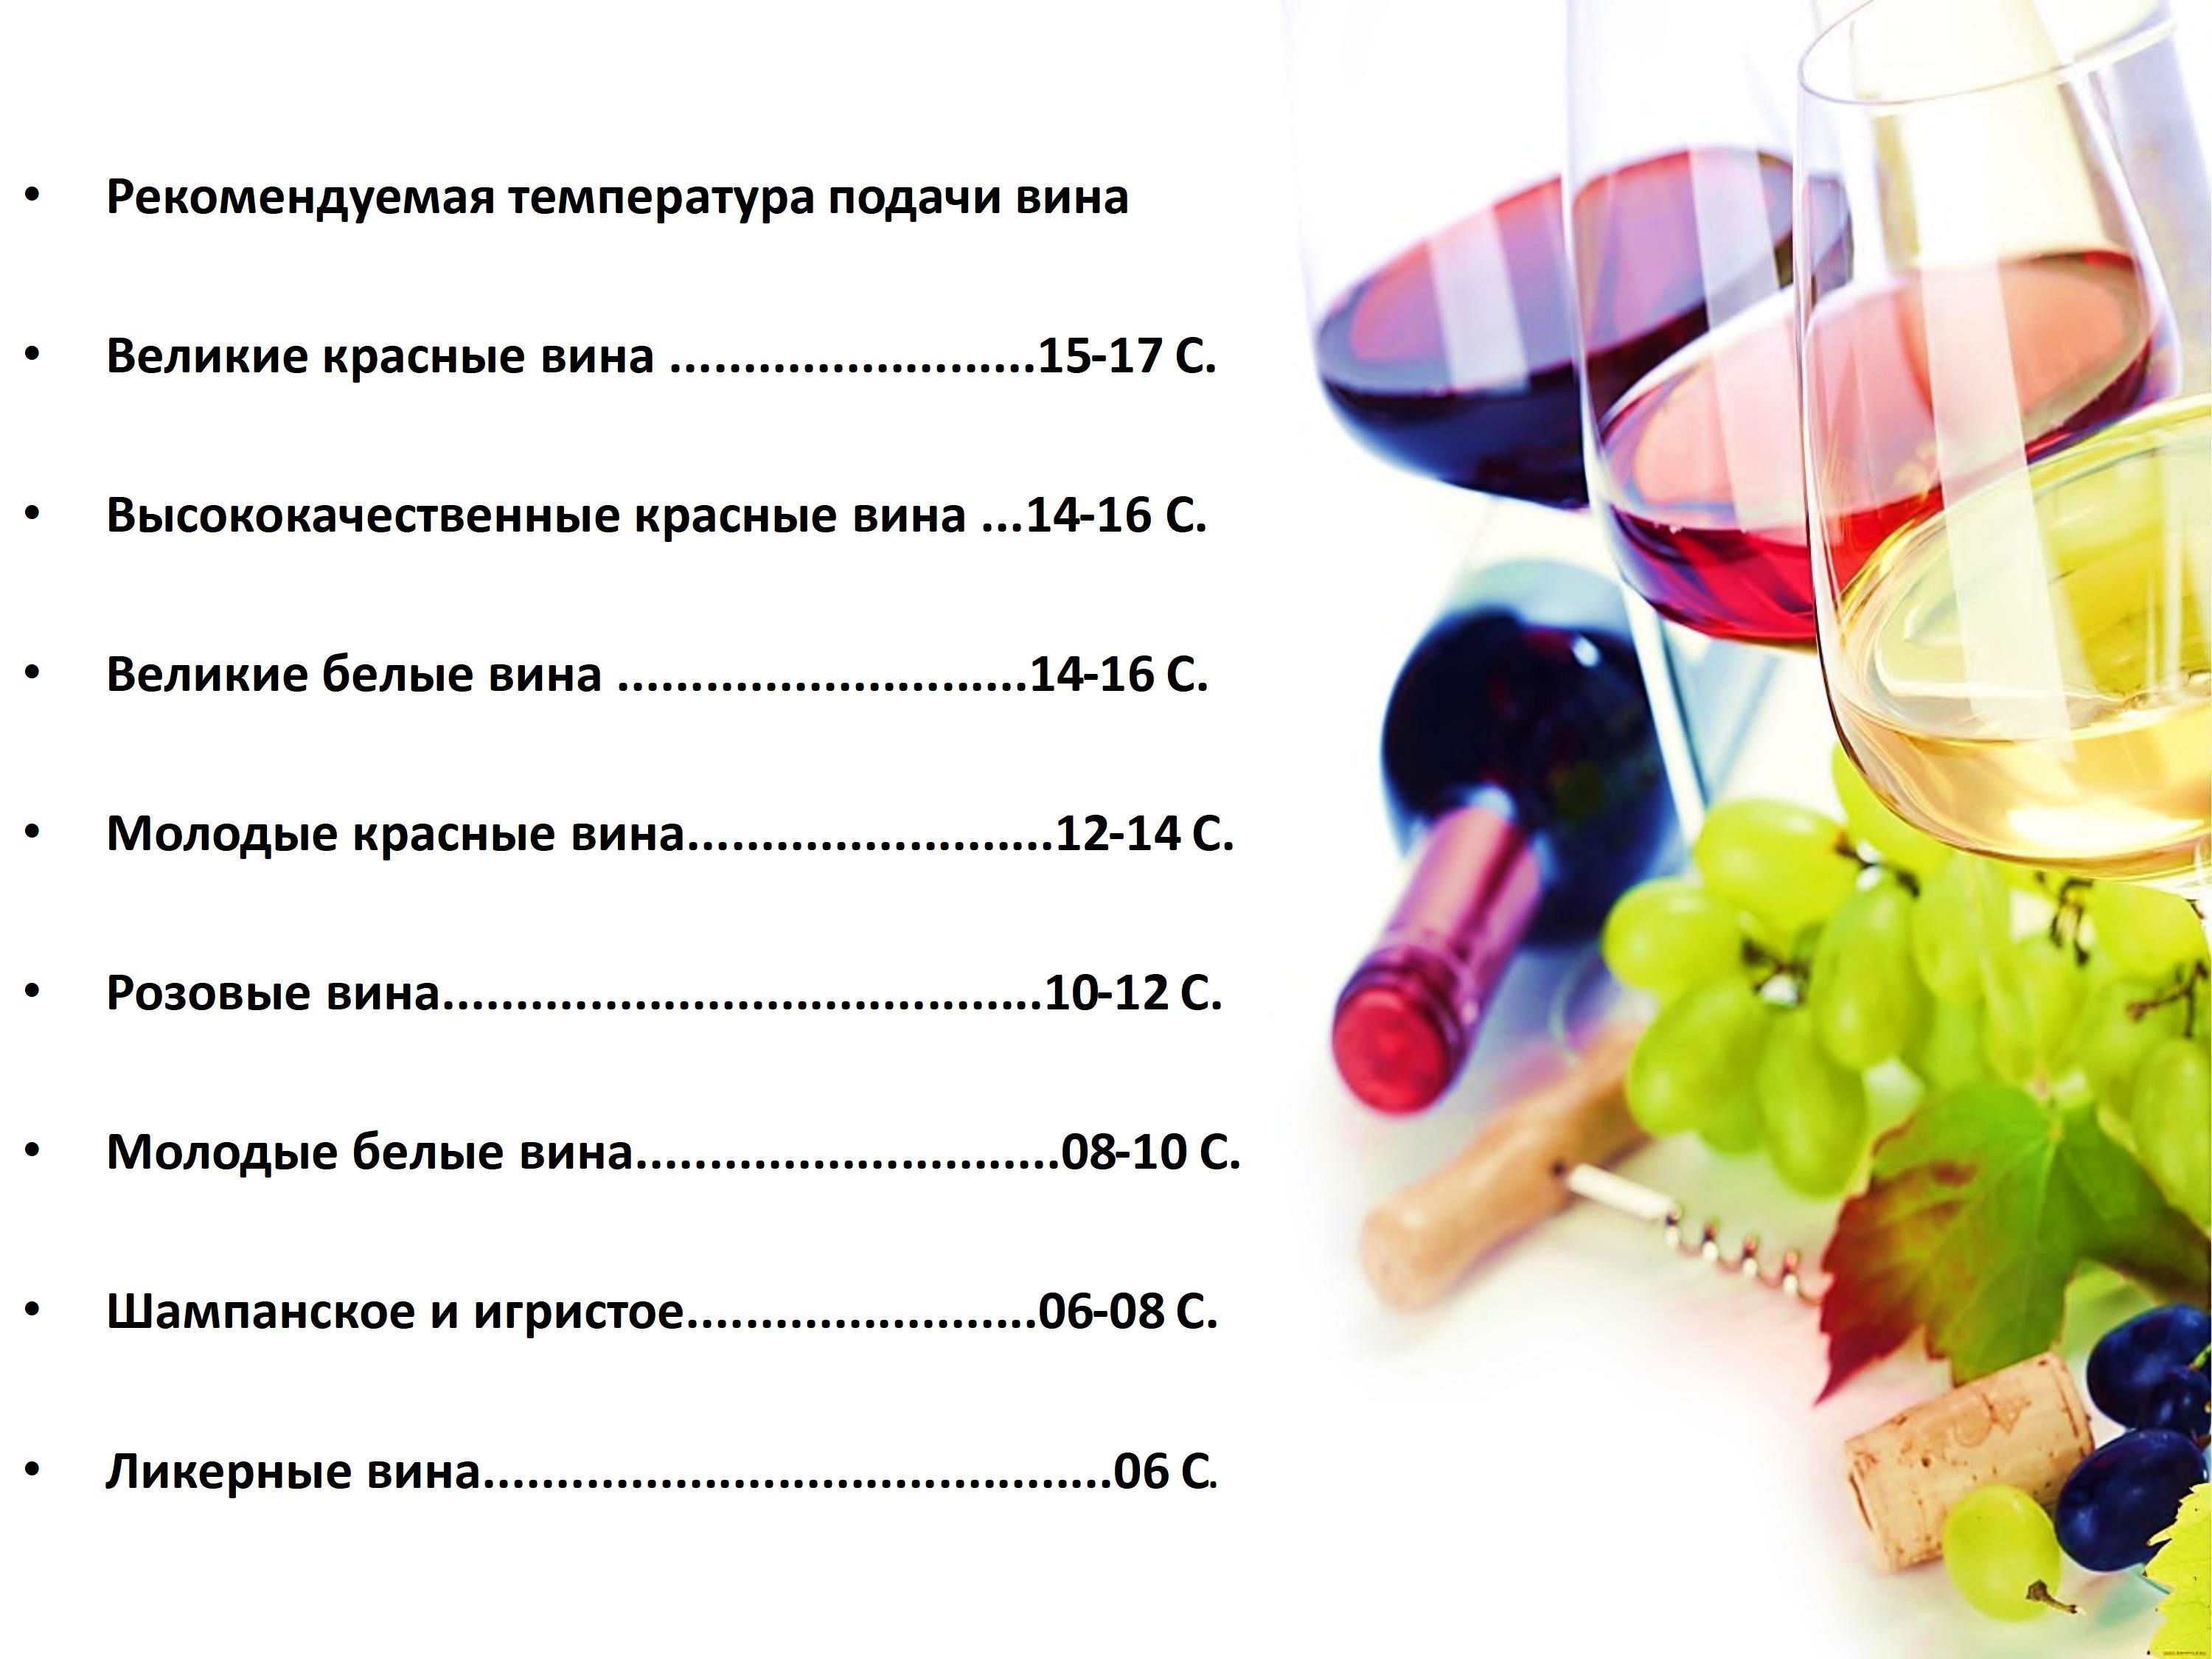 • Рекомендуемая температура подачи вина
• Великие красные вина .........................15-17 С.
• Высококачественные красные вина ...14-16 С.
• Великие белые вина ............................14-16 С.
• Молодые красные вина.........................12-14 С.
• Розовые вина.........................................10-12 С.
• Молодые белые вина.............................08-10 С.
• Шампанское и игристое........................06-08 С.
• Ликерные вина...........................................06 С.